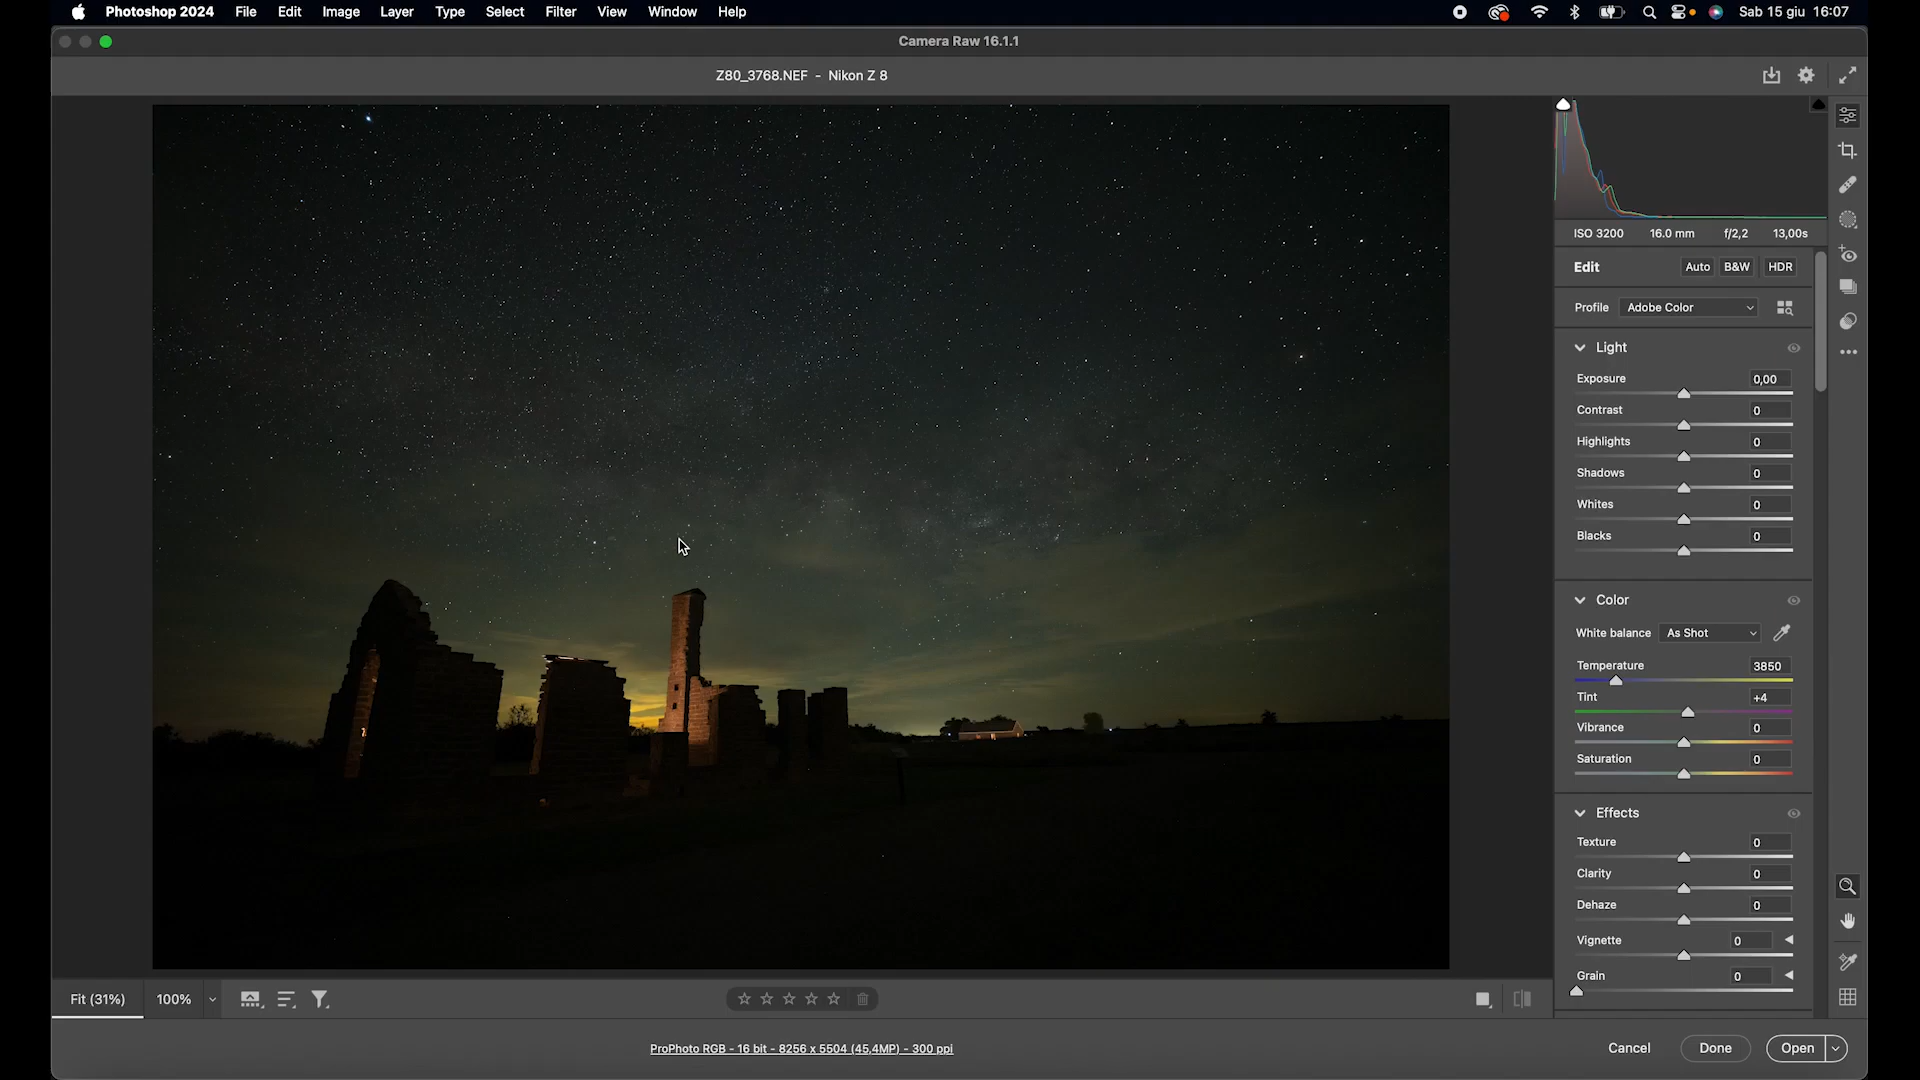 Photoshop 2024 File Edit Image Layer Type Select Filter View Window Help Sab 15 giu 16:07
Camera Raw 16.1.1
Z80_3768.NEF - Nikon Z 8
ISO 3200 16.0 mm f/2,2 13,00s
Edit Auto B&W HDR
Profile Adobe Color
Light
Exposure 0,00
Contrast 0
Highlights 0
Shadows 0
Whites 0
Blacks 0
Color
White balance As Shot
Temperature 3850
Tint +4
Vibrance 0
Saturation 0
Effects
Texture 0
Clarity 0
Dehaze 0
Vignette 0
Grain 0
Fit (31%) 100%
ProPhoto RGB - 16 bit - 8256 x 5504 (45,4MP) - 300 ppi
Cancel Done Open